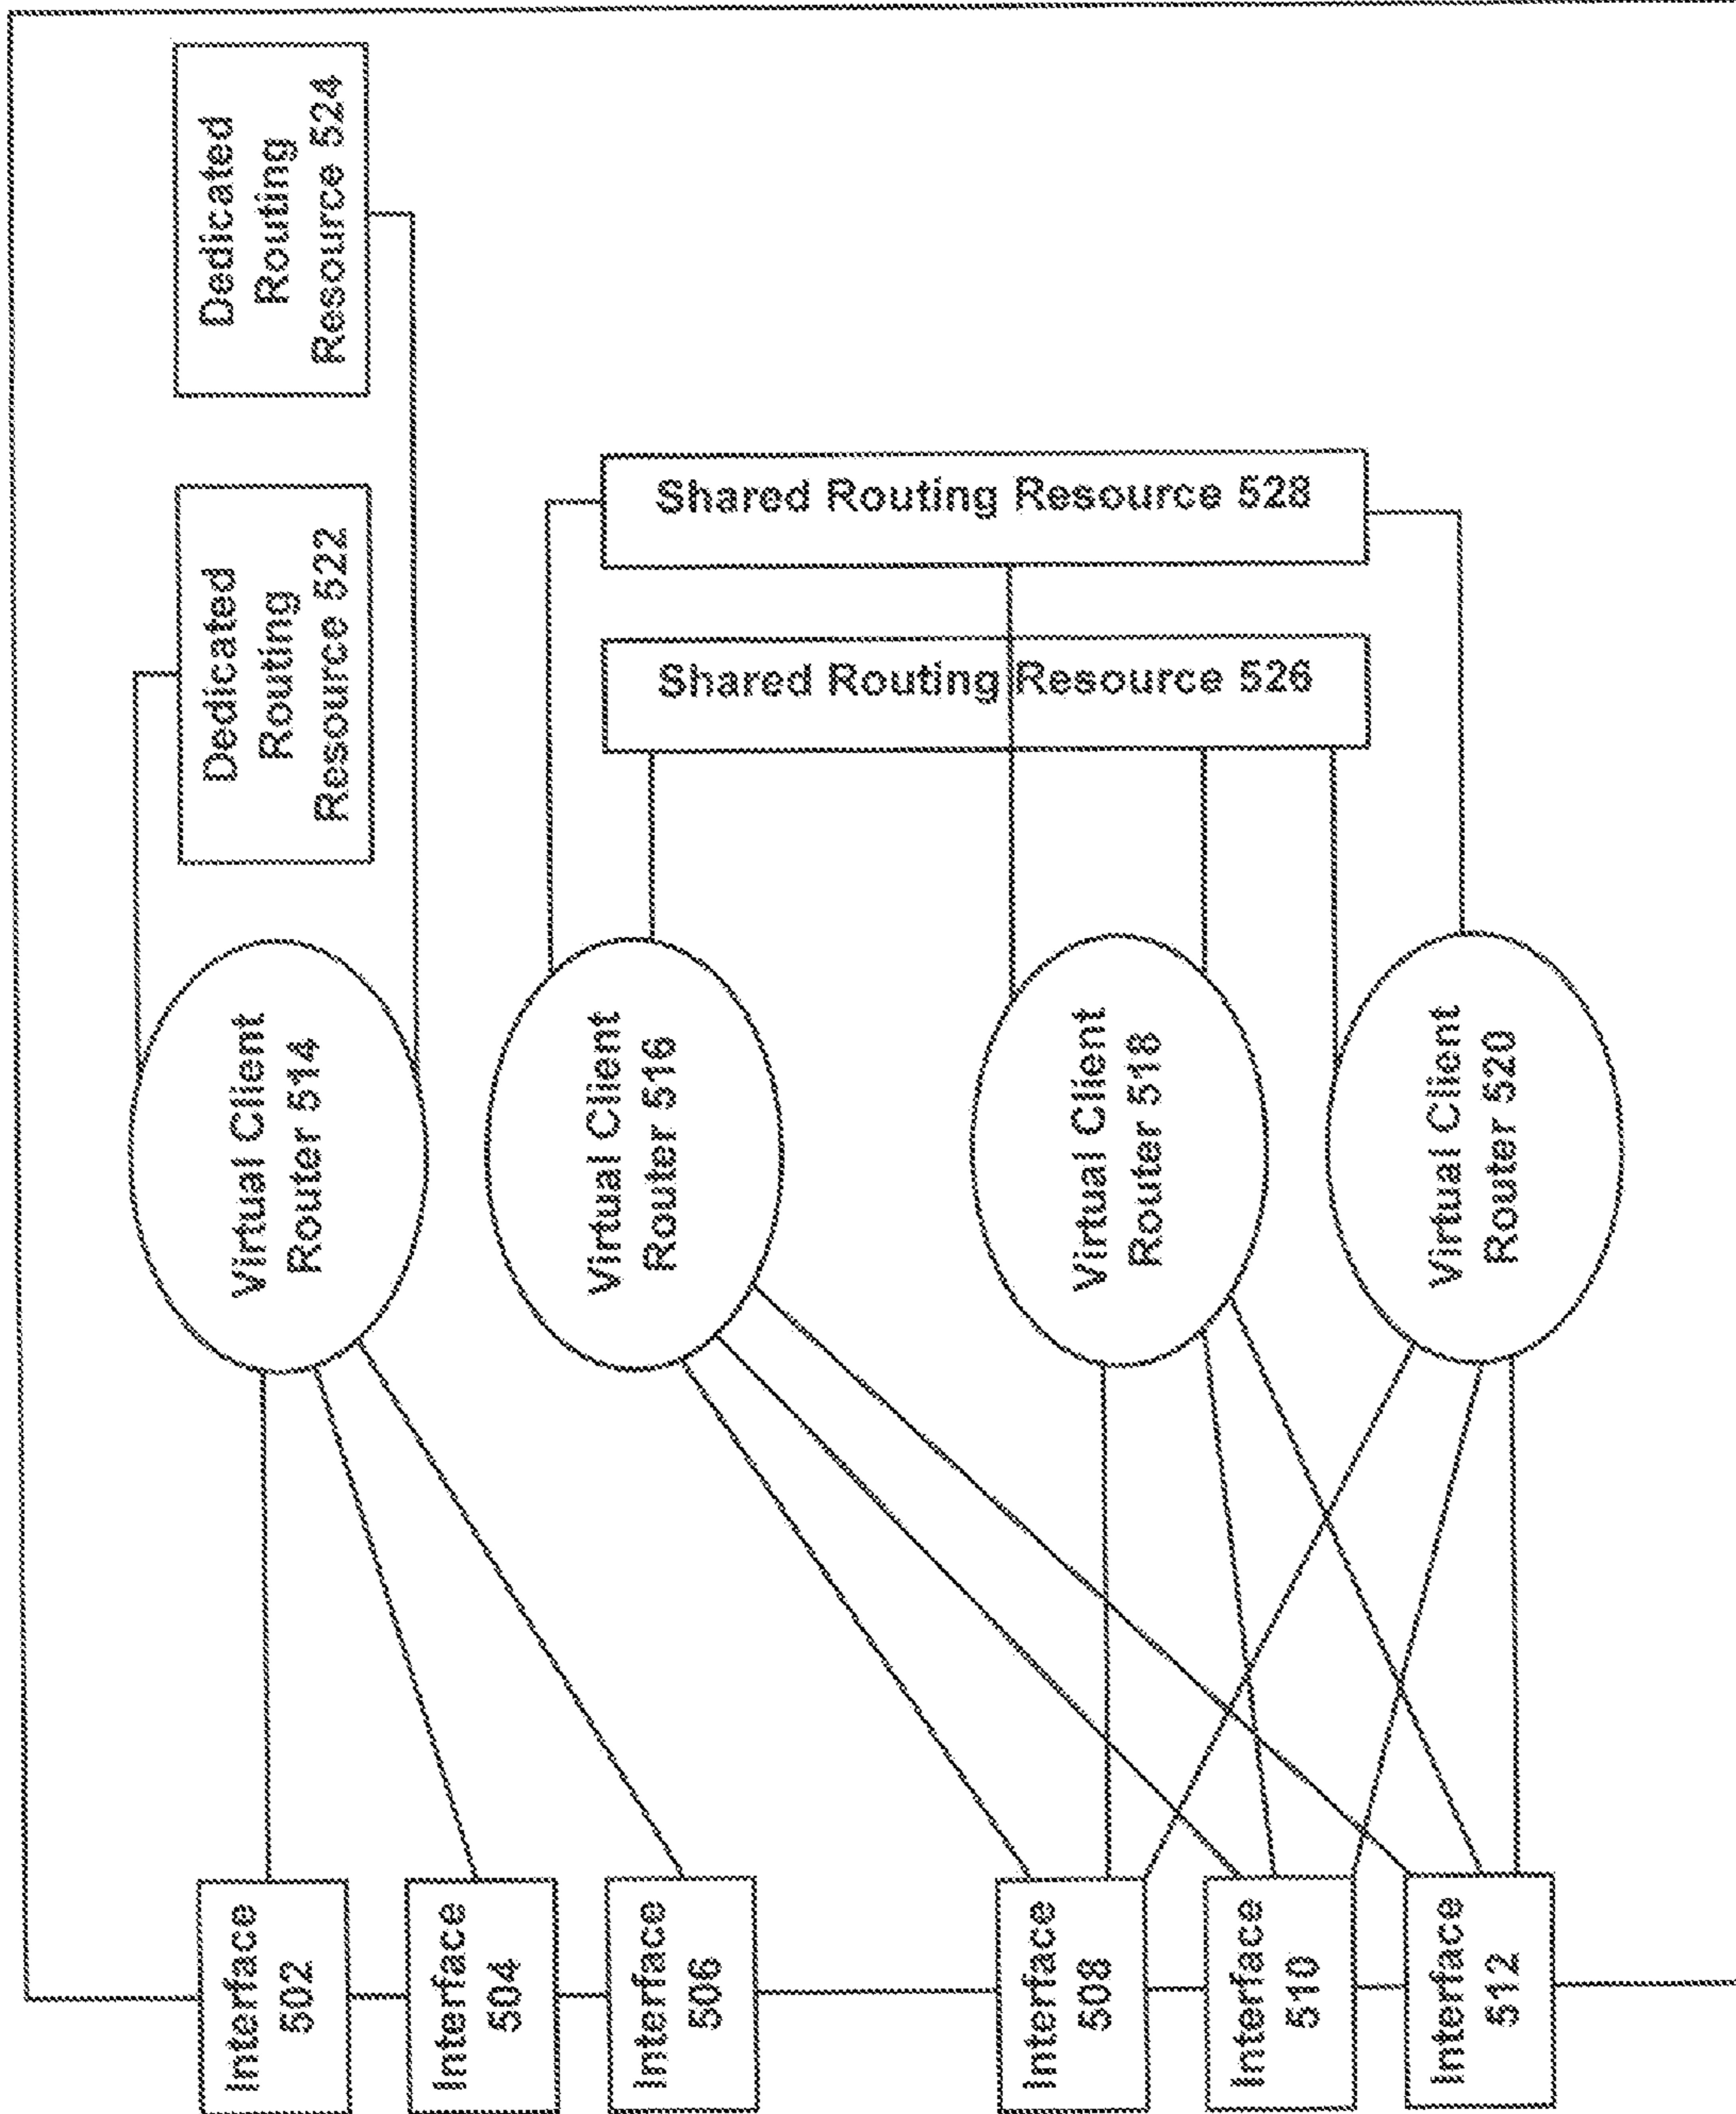 Interface
502
Interface
504
Interface
506
Interface
508
Interface
510
Interface
512
Virtual Client
Router 514
Virtual Client
Router 516
Virtual Client
Router 518
Virtual Client
Router 520
Dedicated
Routing
Resource 522
Dedicated
Routing
Resource 524
Shared Routing Resource 526
Shared Routing Resource 528